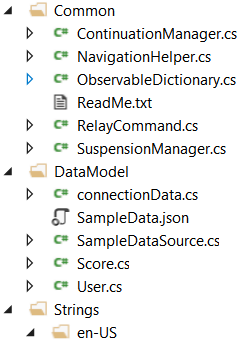 Common
C# ContinuationManager.cs
C# NavigationHelper.cs
C# ObservableDictionary.cs
ReadMe.txt
C# RelayCommand.cs
C# SuspensionManager.cs
DataModel
C# connectionData.cs
SampleData.json
C# SampleDataSource.cs
C# Score.cs
C# User.cs
Strings
en-US